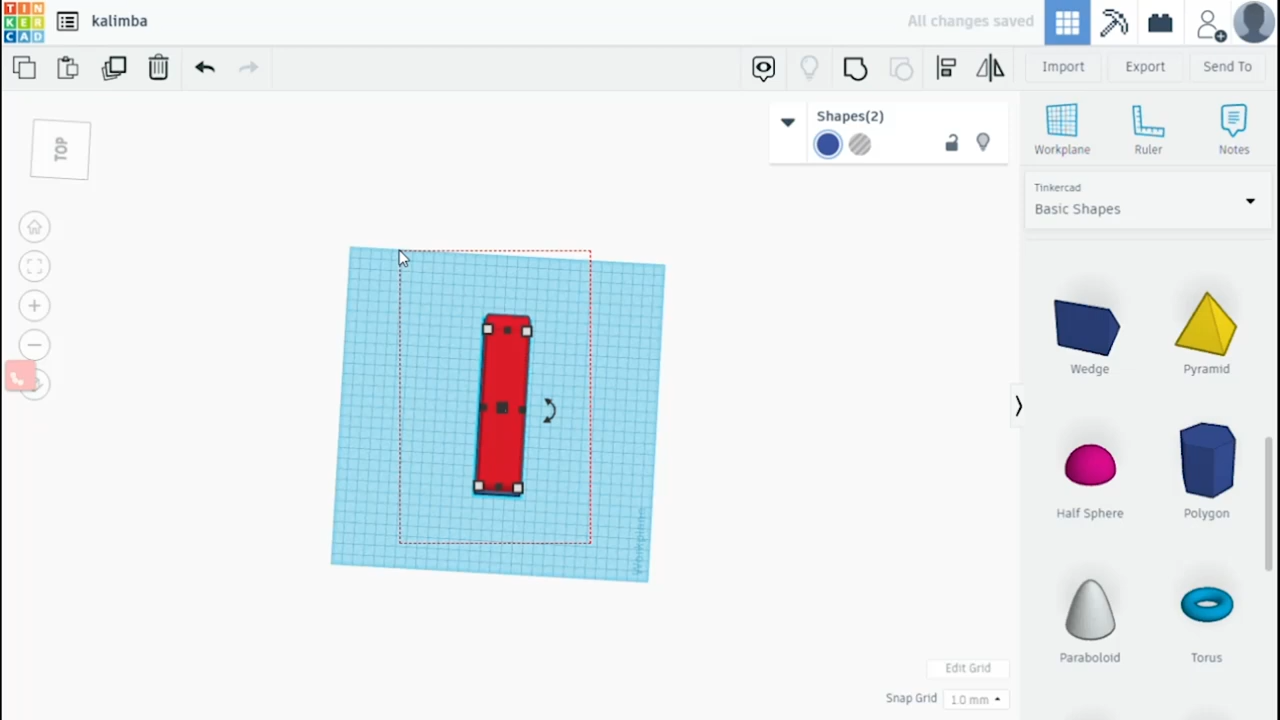 TIN
KER
CAD
kalimba
All changes saved
Import
Export
Send To
TOP
Shapes(2)
Workplane
Ruler
Notes
Tinkercad
Basic Shapes
Wedge
Pyramid
Half Sphere
Polygon
Workplane
Paraboloid
Torus
Edit Grid
Snap Grid
1.0 mm